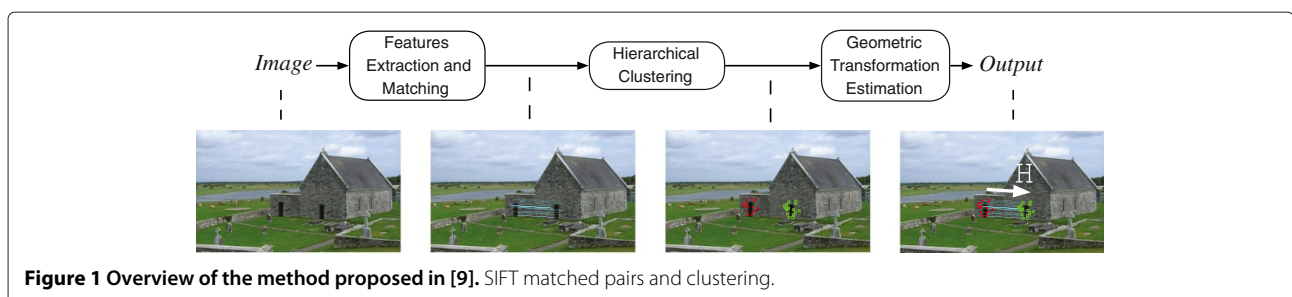 Image
Features
Extraction and
Matching
Hierarchical
Clustering
Geometric
Transformation
Estimation
Output
H
Figure 1 Overview of the method proposed in [9]. SIFT matched pairs and clustering.